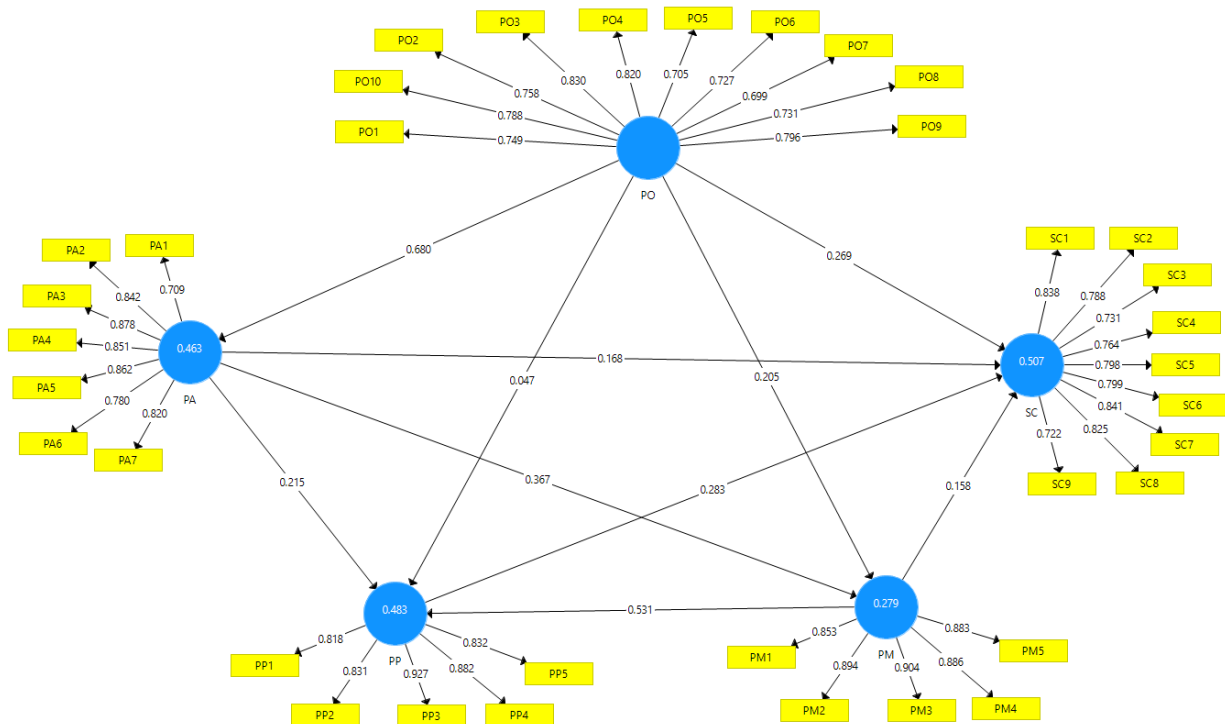 PO4
PO5
PO3
PO6
PO2
PO7
PO10
PO8
PO1
PO9
0.830
0.820
0.705
0.727
0.758
0.699
0.788
0.731
0.749
0.796
PO
0.680
0.269
PA2
PA1
PA3
PA4
PA5
PA6
PA7
0.709
0.842
0.878
0.851
0.862
0.780
0.820
0.463
PA
0.168
0.047
0.205
SC1
SC2
SC3
SC4
SC5
SC6
SC7
SC8
SC9
0.838
0.788
0.731
0.764
0.798
0.799
0.841
0.825
0.722
0.507
SC
0.215
0.367
0.283
0.158
0.483
PP
0.531
0.279
PM
0.818
0.831
0.927
0.882
0.832
PP1
PP2
PP3
PP4
PP5
0.853
0.894
0.904
0.886
0.883
PM1
PM2
PM3
PM4
PM5